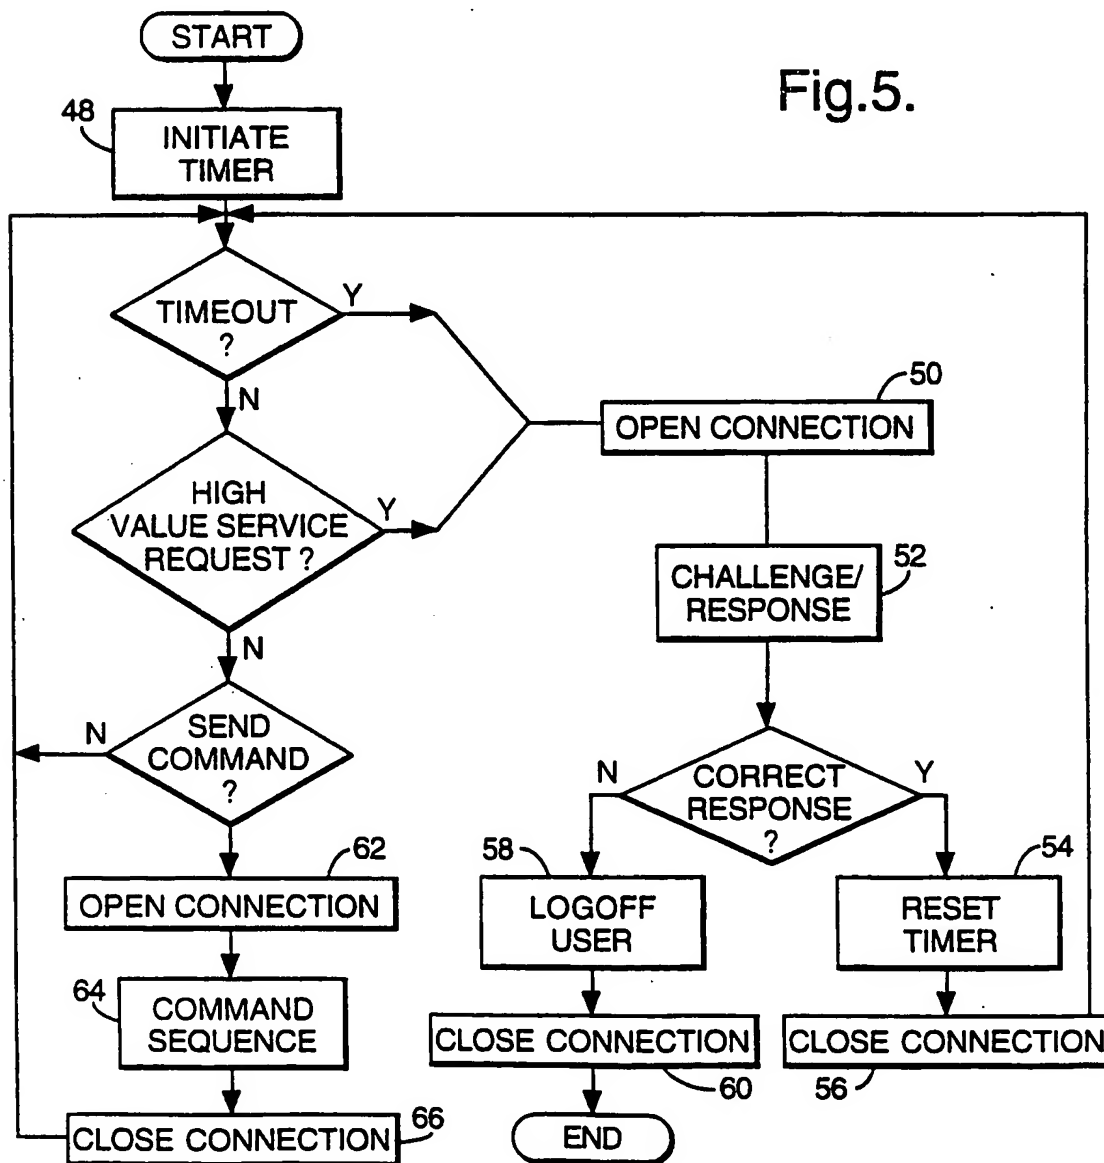 START
Fig.5.
48
INITIATE
TIMER
TIMEOUT
?
Y
N
50
OPEN CONNECTION
HIGH
VALUE SERVICE
REQUEST ?
Y
N
CHALLENGE/
RESPONSE
52
SEND
COMMAND
?
N
CORRECT
RESPONSE
?
N
Y
62
OPEN CONNECTION
58
LOGOFF
USER
54
RESET
TIMER
64
COMMAND
SEQUENCE
CLOSE CONNECTION
60
CLOSE CONNECTION
56
CLOSE CONNECTION
66
END